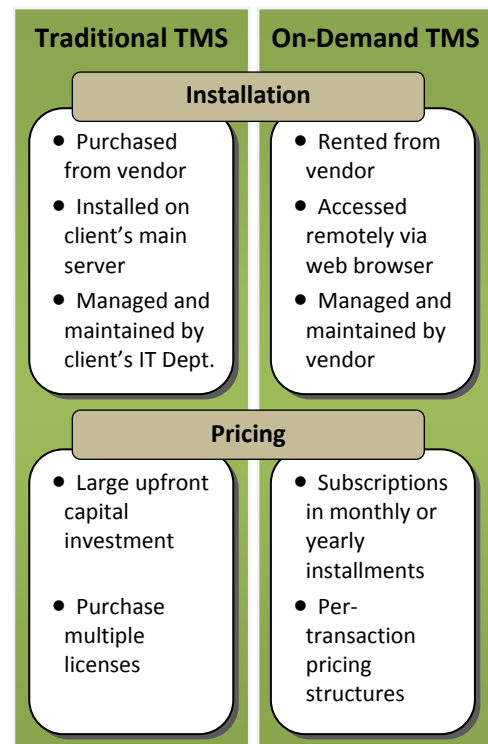 Traditional TMS
On-Demand TMS
Installation
• Purchased
from vendor
• Installed on
client’s main
server
• Managed and
maintained by
client’s IT Dept.
• Rented from
vendor
• Accessed
remotely via
web browser
• Managed and
maintained by
vendor
Pricing
• Large upfront
capital
investment
• Purchase
multiple
licenses
• Subscriptions
in monthly or
yearly
installments
• Per-
transaction
pricing
structures